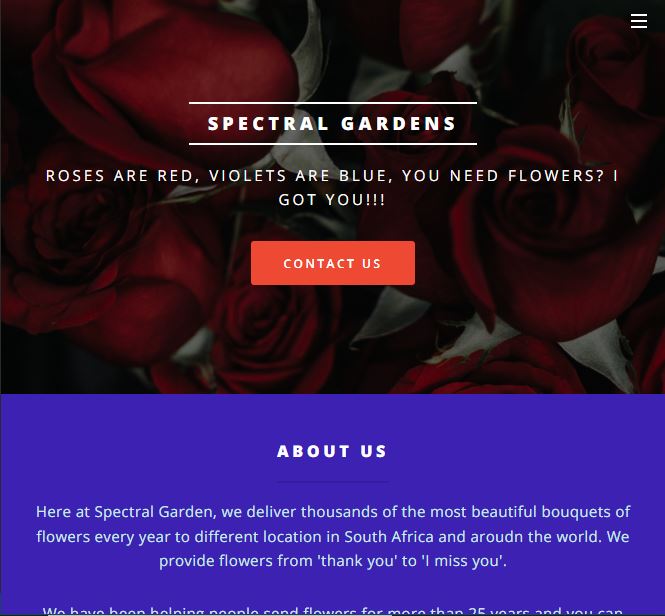 SPECTRAL GARDENS
ROSES ARE RED, VIOLETS ARE BLUE, YOU NEED FLOWERS? I
GOT YOU!!!
CONTACT US
ABOUT US
Here at Spectral Garden, we deliver thousands of the most beautiful bouquets of
flowers every year to different location in South Africa and aroudn the world. We
provide flowers from 'thank you' to 'I miss you'.
We have been helping people send flowers for more than 25 years and you can